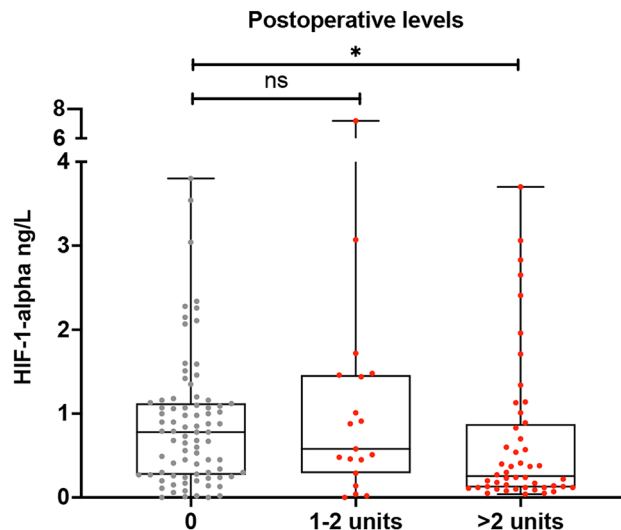 Postoperative levels
*
ns
8
6
4
3
2
1
0
HIF-1-alpha ng/L
0
1-2 units
>2 units